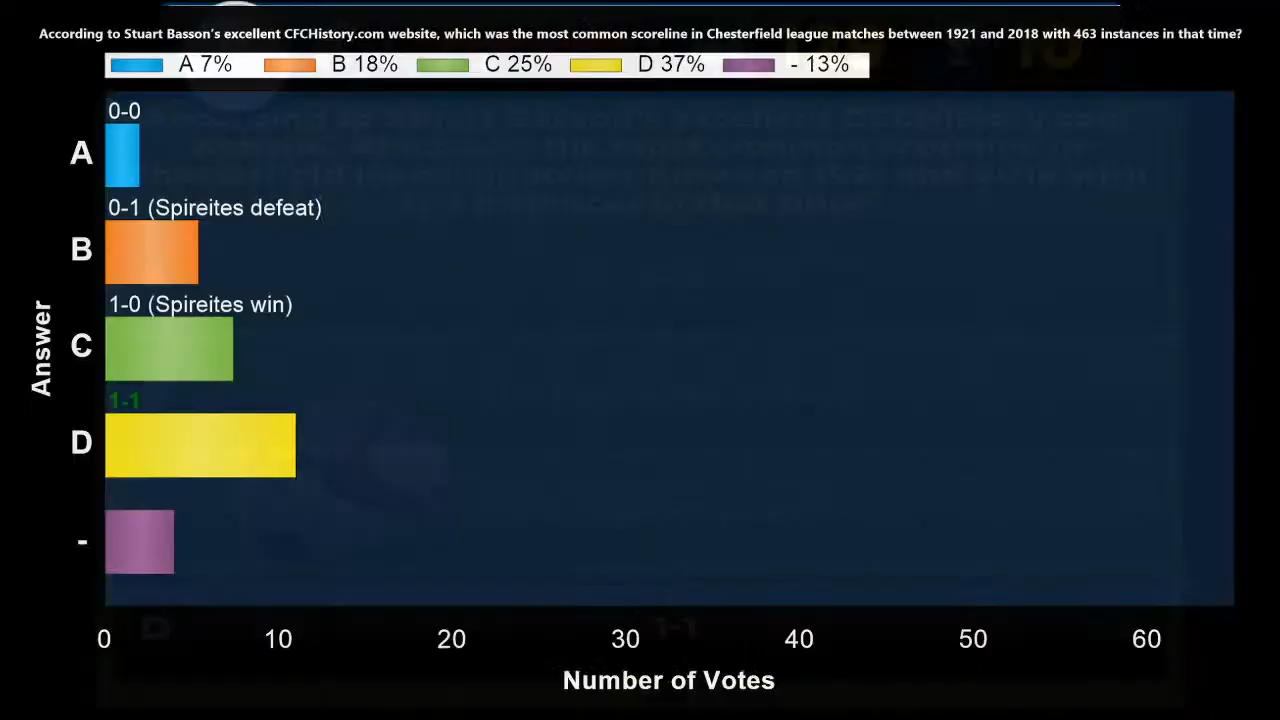 According to Stuart Basson's excellent CFCHistory.com website, which was the most common scoreline in Chesterfield league matches between 1921 and 2018 with 463 instances in that time?
A 7% B 18% C 25% D 37% - 13%
0-0
A
0-1 (Spireites defeat)
B
1-0 (Spireites win)
C
1-1
D
-
Answer
0 10 20 30 40 50 60
D 1-1
Number of Votes